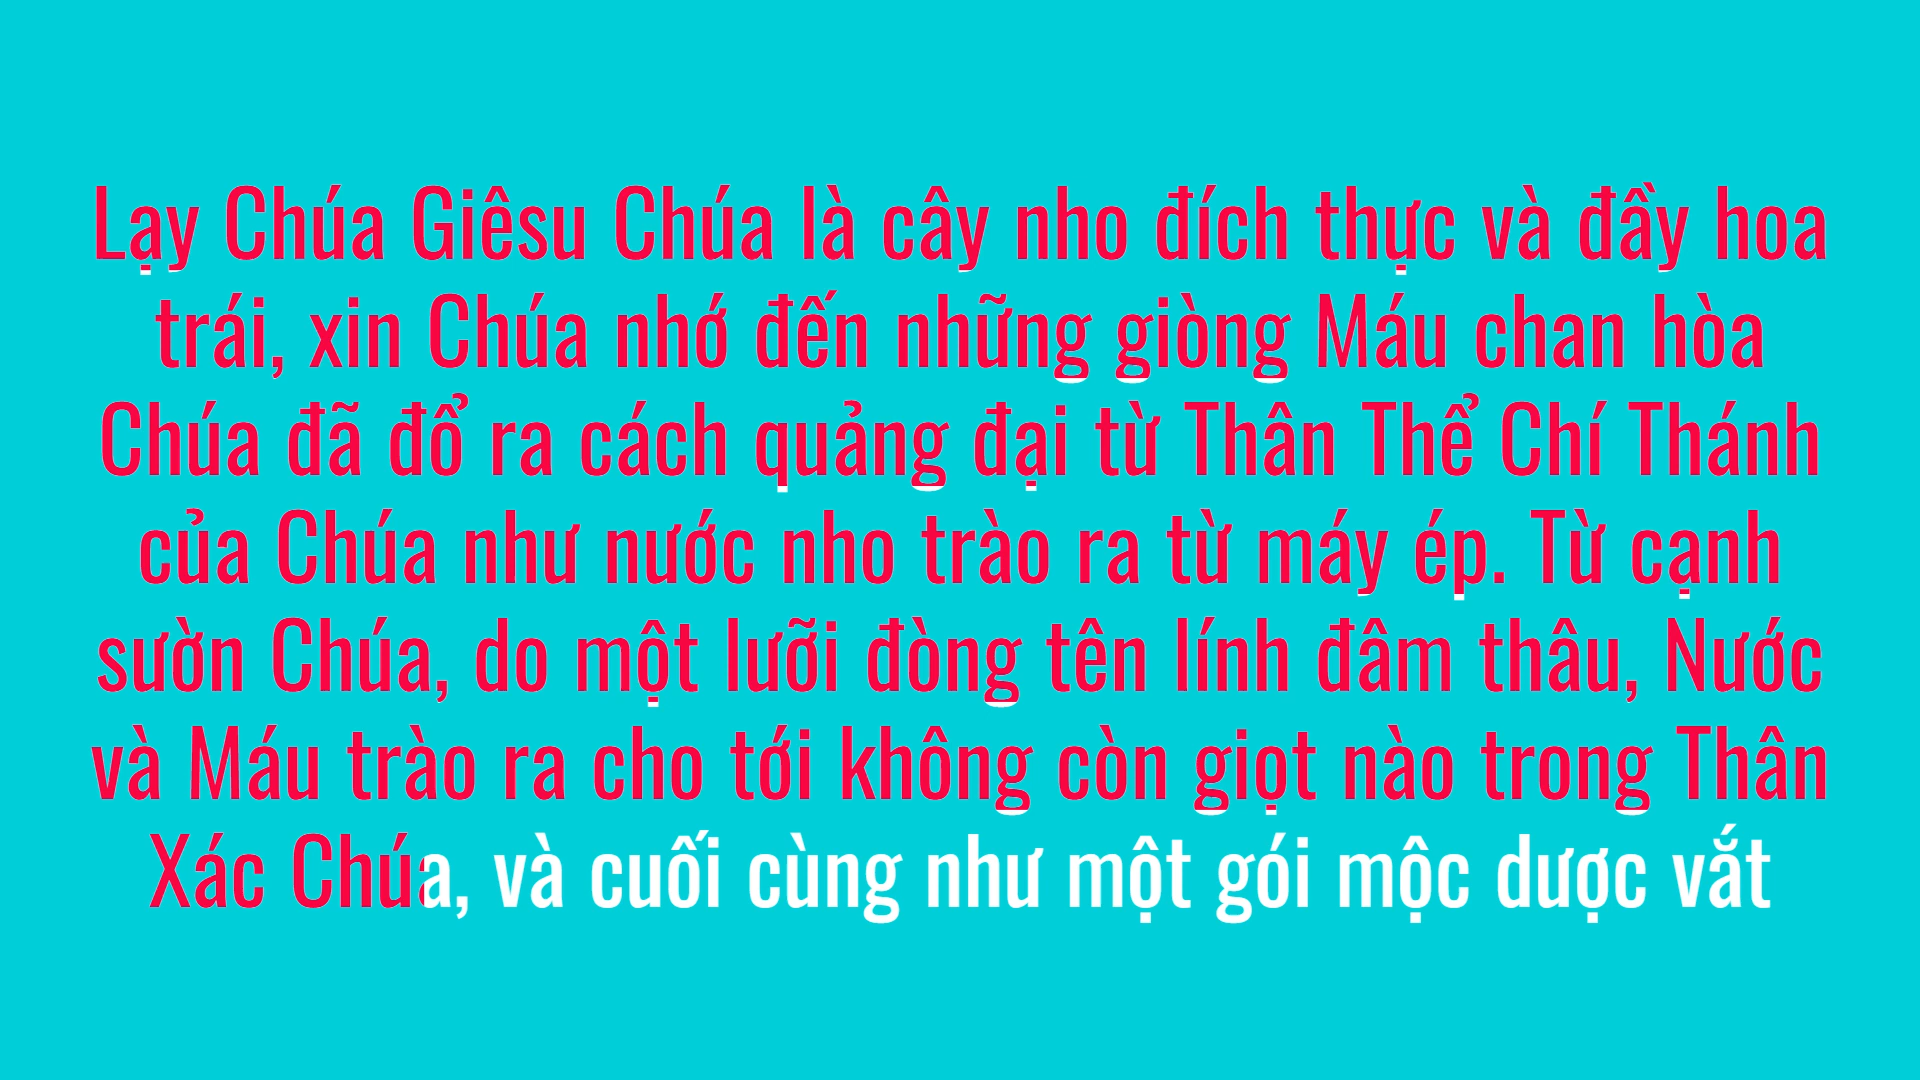 Lạy Chúa Giêsu Chúa là cây nho đích thực và đầy hoa
trái, xin Chúa nhớ đến những giòng Máu chan hòa
Chúa đã đổ ra cách quảng đại từ Thân Thể Chí Thánh
của Chúa như nước nho trào ra từ máy ép. Từ cạnh
sườn Chúa, do một lưỡi đòng tên lính đâm thâu, Nước
và Máu trào ra cho tới không còn giọt nào trong Thân
Xác Chúa, và cuối cùng như một gói mộc dược vắt